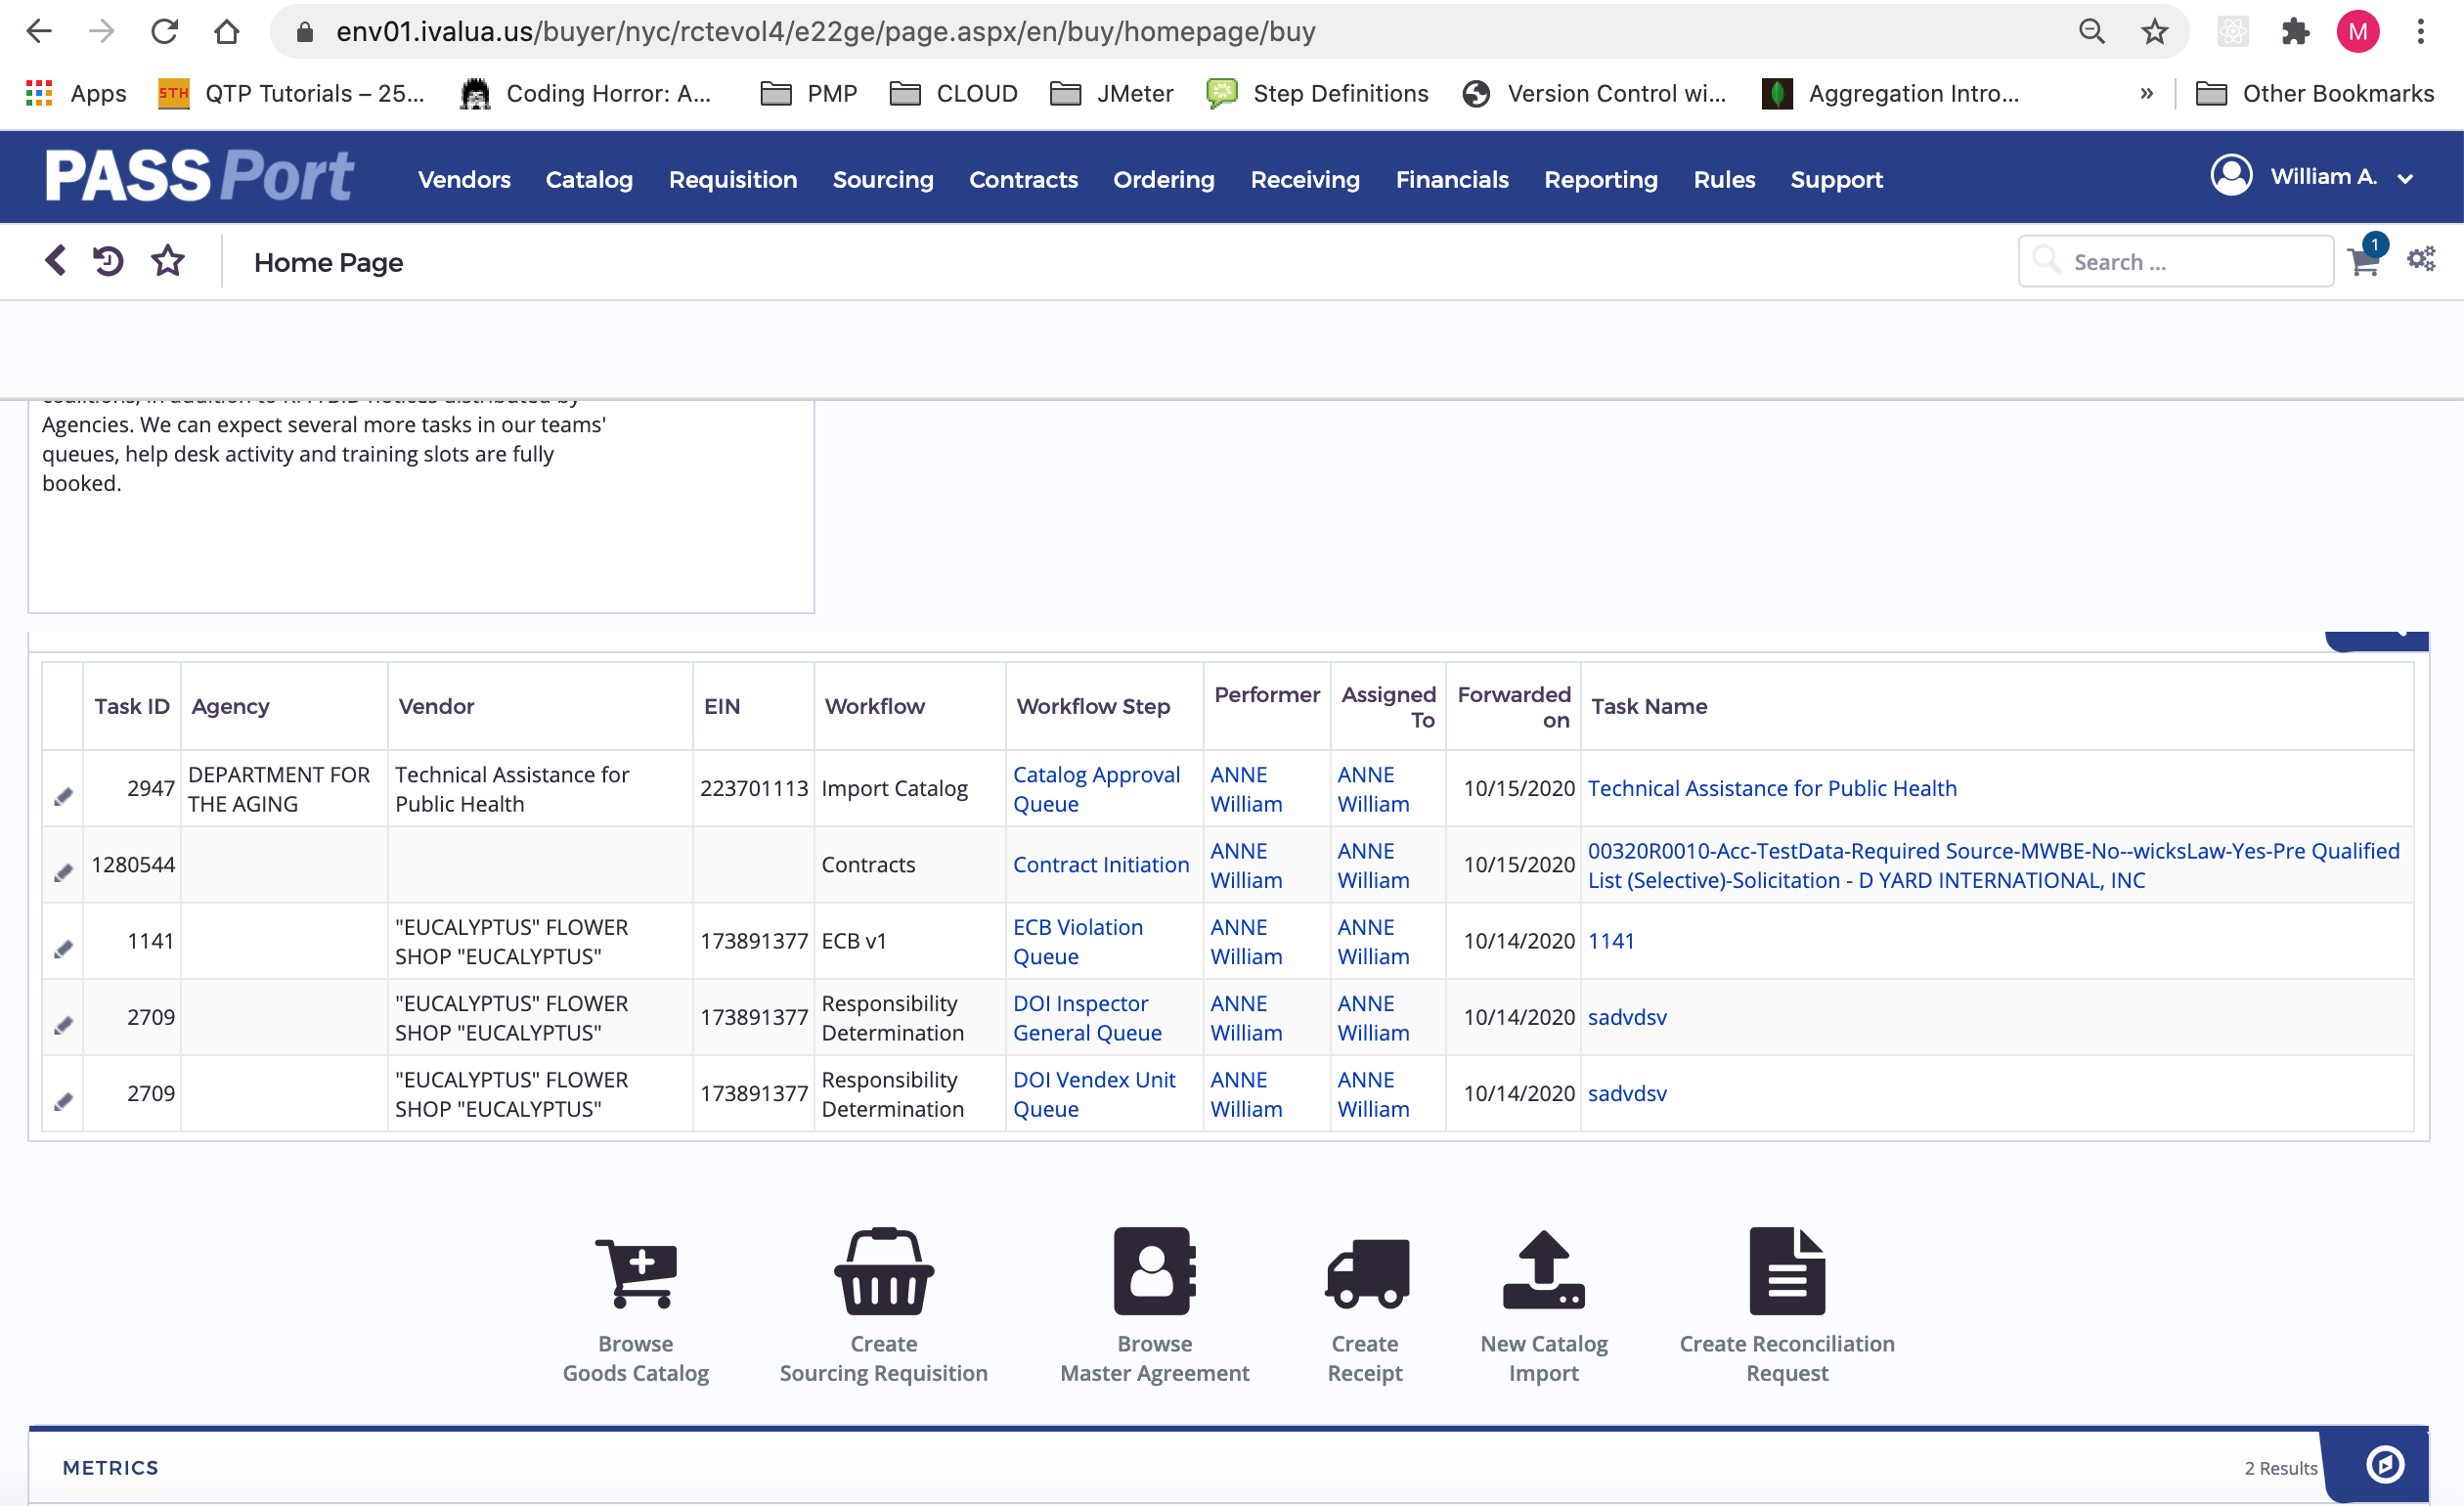 env01.ivalua.us/buyer/nyc/rctevol4/e22ge/page.aspx/en/buy/homepage/buy
M
Apps
STH
QTP Tutorials – 25...
Coding Horror: A...
PMP
CLOUD
JMeter
Step Definitions
Version Control wi...
Aggregation Intro...
»
Other Bookmarks
PASSPort
Vendors
Catalog
Requisition
Sourcing
Contracts
Ordering
Receiving
Financials
Reporting
Rules
Support
William A.
Home Page
Search ...
1
Agencies. We can expect several more tasks in our teams'
queues, help desk activity and training slots are fully
booked.
Task ID
Agency
Vendor
EIN
Workflow
Workflow Step
Performer
Assigned
To
Forwarded
on
Task Name
2947
DEPARTMENT FOR
THE AGING
Technical Assistance for
Public Health
223701113
Import Catalog
Catalog Approval
Queue
ANNE
William
ANNE
William
10/15/2020
Technical Assistance for Public Health
1280544
Contracts
Contract Initiation
ANNE
William
ANNE
William
10/15/2020
00320R0010-Acc-TestData-Required Source-MWBE-No--wicksLaw-Yes-Pre Qualified
List (Selective)-Solicitation - D YARD INTERNATIONAL, INC
1141
"EUCALYPTUS" FLOWER
SHOP "EUCALYPTUS"
173891377
ECB v1
ECB Violation
Queue
ANNE
William
ANNE
William
10/14/2020
1141
2709
"EUCALYPTUS" FLOWER
SHOP "EUCALYPTUS"
173891377
Responsibility
Determination
DOI Inspector
General Queue
ANNE
William
ANNE
William
10/14/2020
sadvdsv
2709
"EUCALYPTUS" FLOWER
SHOP "EUCALYPTUS"
173891377
Responsibility
Determination
DOI Vendex Unit
Queue
ANNE
William
ANNE
William
10/14/2020
sadvdsv
Browse
Goods Catalog
Create
Sourcing Requisition
Browse
Master Agreement
Create
Receipt
New Catalog
Import
Create Reconciliation
Request
METRICS
2 Results